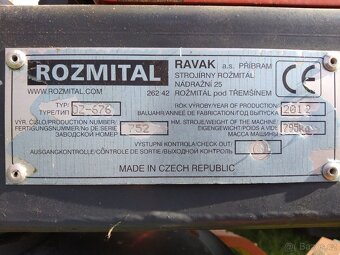 ROZMITAL
WWW.ROZMITAL.COM
RAVAK a.s. PŘÍBRAM
STROJÍRNY ROŽMITÁL
NÁDRAŽNÍ 25
262 42 ROŽMITÁL pod TŘEMŠÍNEM
CE
TYP/
TYPE/ТИП OZ-676
ROK VÝROBY/YEAR OF PRODUCTION/
BAUJAHR/ANNÉE DE FABRICATION/ГОД ВЫПУСКА 2012
VÝR. ČÍSLO/PRODUCTION NUMBER/
FERTIGUNGSNUMMER/No DE SERIE
ЗАВОДСКОЙ НОМЕР 752
HM. STROJE/WEIGHT OF THE MACHINE/
EIGENGEWICHT/POIDS A VIDE
МАССА МАШИНЫ 795kg
VÝSTUPNÍ KONTROLA/CHECK OUT
AUSGANGKONTROLLE/CÔNTROLE DE SORTIE/ВЫХОДНОЙ КОНТРОЛЬ
MADE IN CZECH REPUBLIC